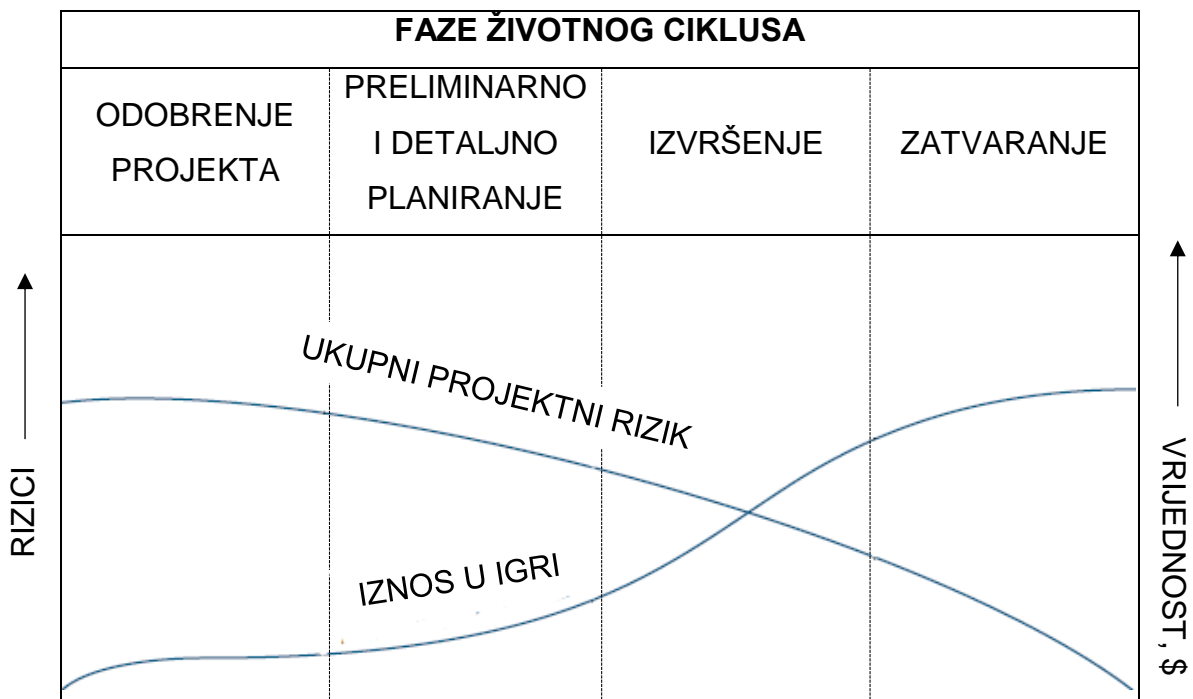 FAZE ŽIVOTNOG CIKLUSA
ODOBRENJE
PROJEKTA
PRELIMINARNO
I DETALJNO
PLANIRANJE
IZVRŠENJE
ZATVARANJE
RIZICI
UKUPNI PROJEKTNI RIZIK
IZNOS U IGRI
VRIJEDNOST, $